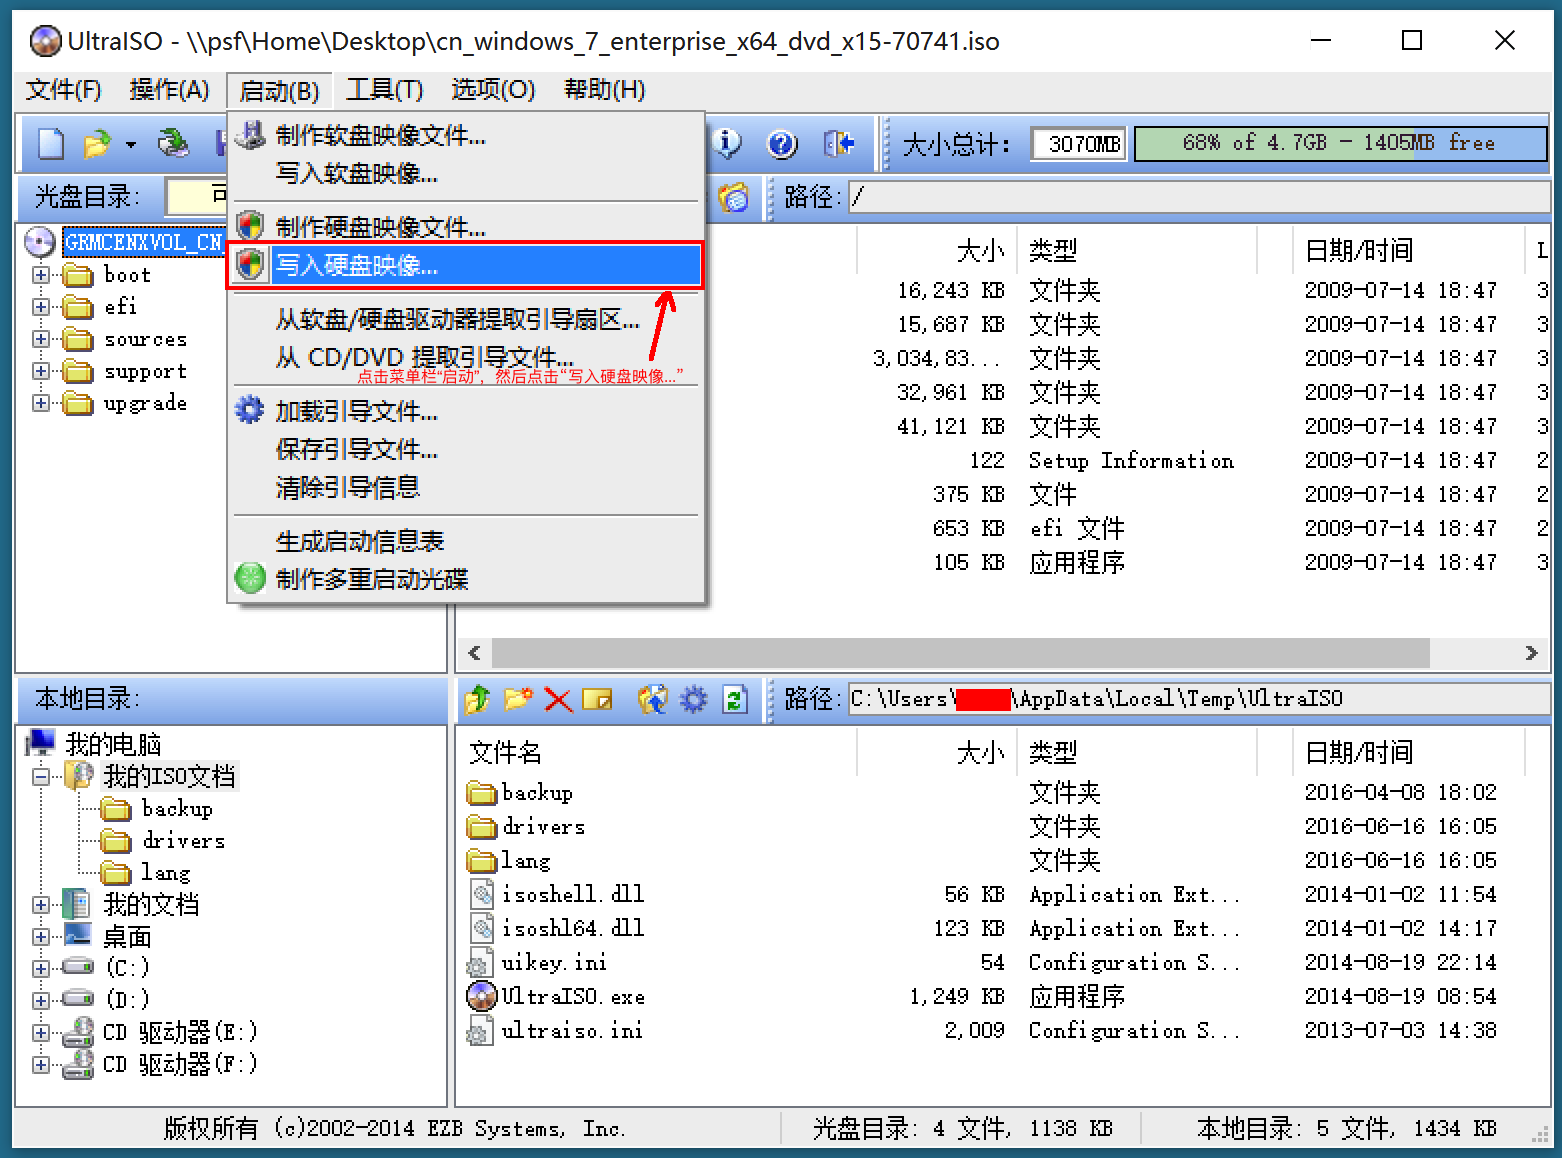 UltraISO - \\psf\Home\Desktop\cn_windows_7_enterprise_x64_dvd_x15-70741.iso
文件(F) 操作(A) 启动(B) 工具(T) 选项(O) 帮助(H)
大小总计: 3070MB 68% of 4.7GB - 1405MB free
光盘目录: 可
路径: /
制作软盘映像文件...
写入软盘映像...
制作硬盘映像文件...
写入硬盘映像...
从软盘/硬盘驱动器提取引导扇区...
从 CD/DVD 提取引导文件...
点击菜单栏“启动”，然后点击“写入硬盘映像...”
加载引导文件...
保存引导文件...
清除引导信息
生成启动信息表
制作多重启动光碟
GRMCENXVOL_CN_
boot
efi
sources
support
upgrade
大小 类型 日期/时间 L
16,243 KB 文件夹 2009-07-14 18:47 3
15,687 KB 文件夹 2009-07-14 18:47 3
3,034,83... 文件夹 2009-07-14 18:47 3
32,961 KB 文件夹 2009-07-14 18:47 3
41,121 KB 文件夹 2009-07-14 18:47 3
122 Setup Information 2009-07-14 18:47 2
375 KB 文件 2009-07-14 18:47 2
653 KB efi 文件 2009-07-14 18:47 2
105 KB 应用程序 2009-07-14 18:47 3
本地目录:
我的电脑
我的ISO文档
backup
drivers
lang
我的文档
桌面
(C:)
(D:)
CD 驱动器(E:)
CD 驱动器(F:)
路径: C:\Users\ \AppData\Local\Temp\UltraISO
文件名 大小 类型 日期/时间
backup 文件夹 2016-04-08 18:02
drivers 文件夹 2016-06-16 16:05
lang 文件夹 2016-06-16 16:05
isoshell.dll 56 KB Application Ext... 2014-01-02 11:54
isoshl64.dll 123 KB Application Ext... 2014-01-02 14:17
uikey.ini 54 Configuration S... 2014-08-19 22:14
UltraISO.exe 1,249 KB 应用程序 2014-08-19 08:54
ultraiso.ini 2,009 Configuration S... 2013-07-03 14:38
版权所有 (c)2002-2014 EZB Systems, Inc. 光盘目录: 4 文件, 1138 KB 本地目录: 5 文件, 1434 KB